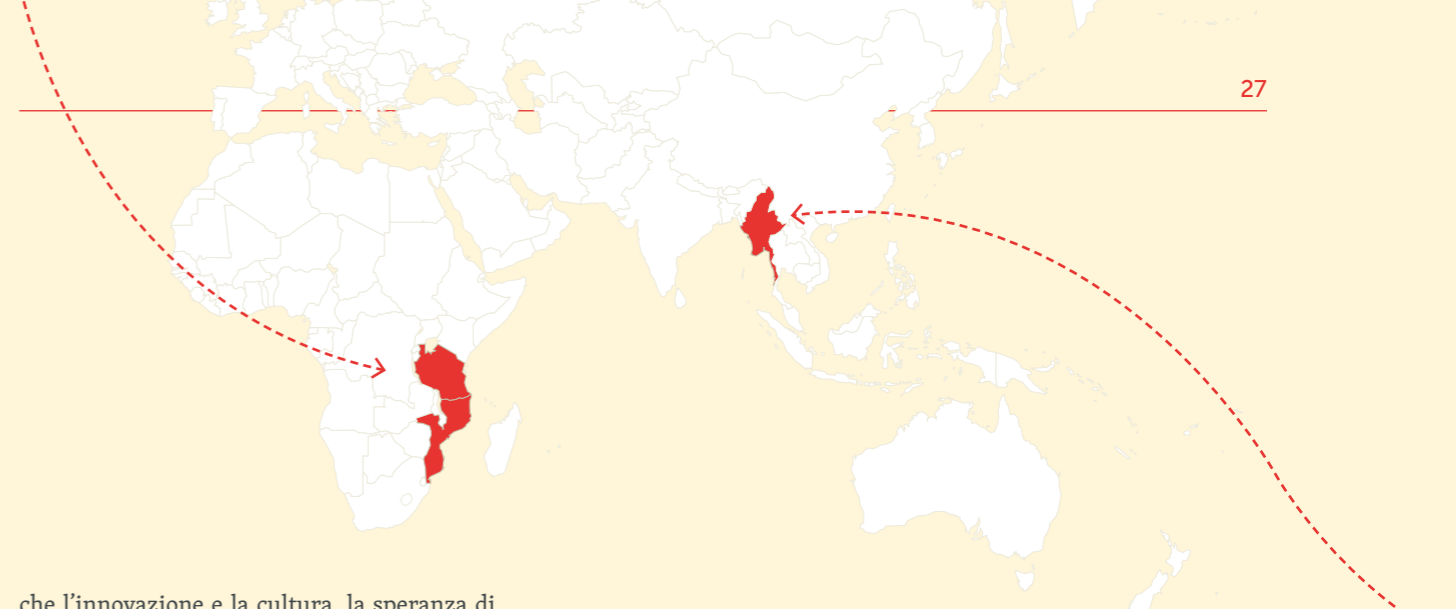 27
che l’innovazione e la cultura, la speranza di